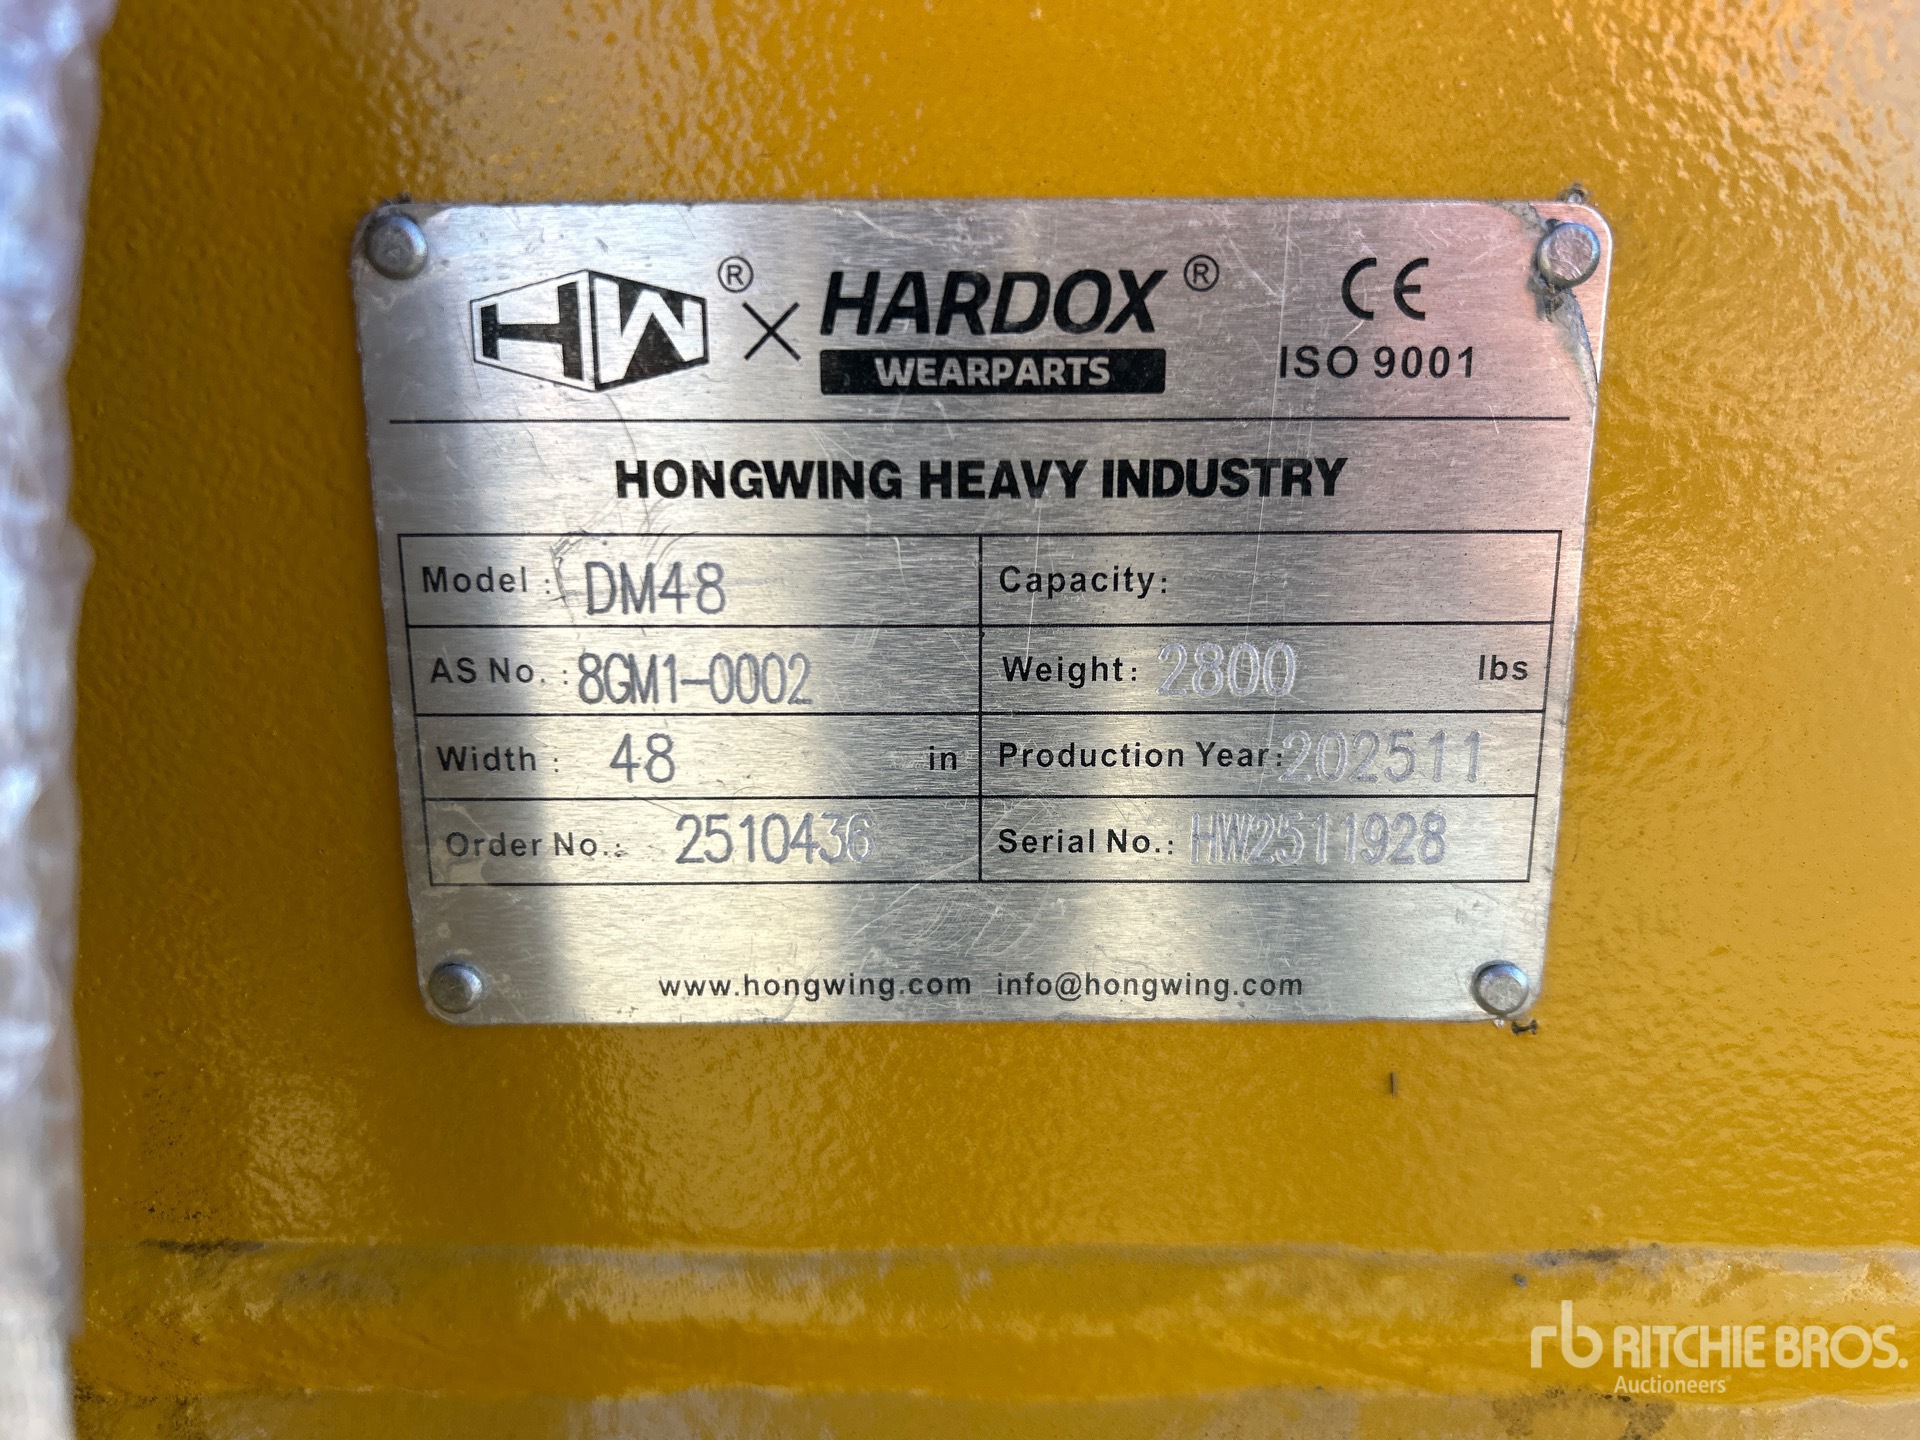 HW® × HARDOX® CE
WEARPARTS ISO 9001
HONGWING HEAVY INDUSTRY
Model : DM48 Capacity:
AS No. : 8GM1-0002 Weight: 2800 lbs
Width : 48 in Production Year: 202511
Order No.: 2510436 Serial No.: HW2511928
www.hongwing.com info@hongwing.com
rb RITCHIE BROS.
Auctioneers